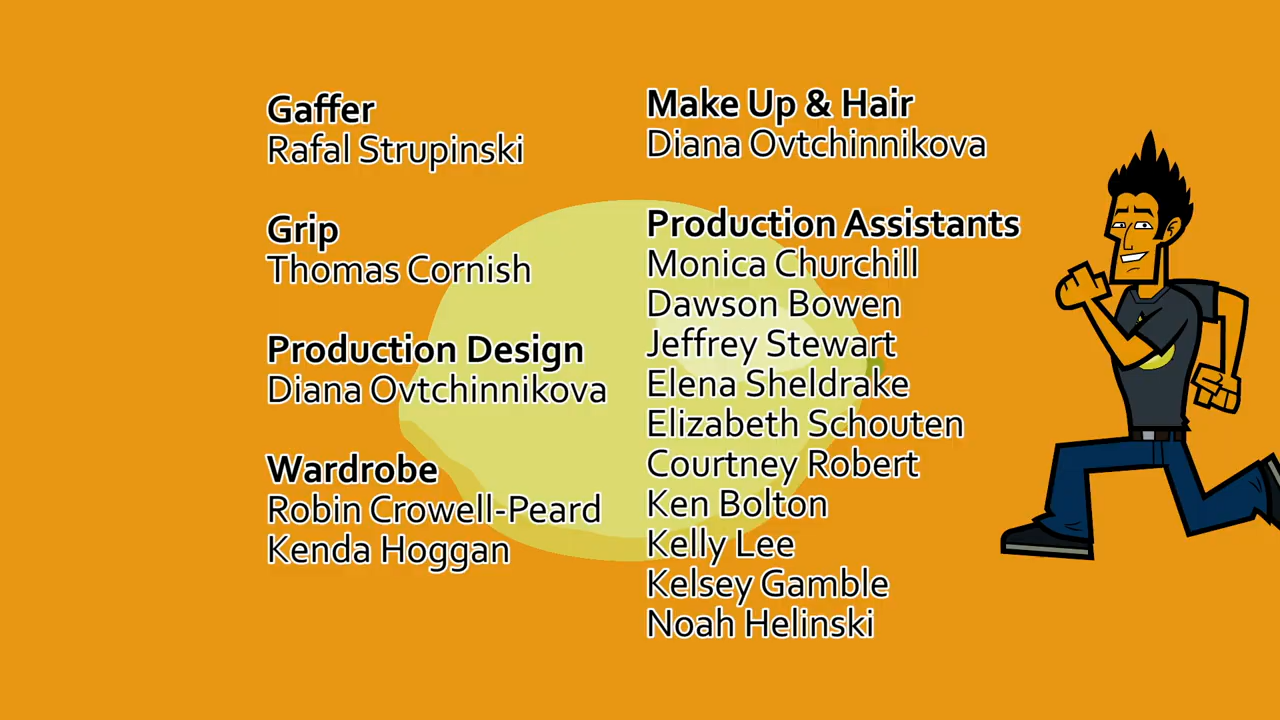 Gaffer
Rafal Strupinski
Grip
Thomas Cornish
Production Design
Diana Ovtchinnikova
Wardrobe
Robin Crowell-Peard
Kenda Hoggan
Make Up & Hair
Diana Ovtchinnikova
Production Assistants
Monica Churchill
Dawson Bowen
Jeffrey Stewart
Elena Sheldrake
Elizabeth Schouten
Courtney Robert
Ken Bolton
Kelly Lee
Kelsey Gamble
Noah Helinski